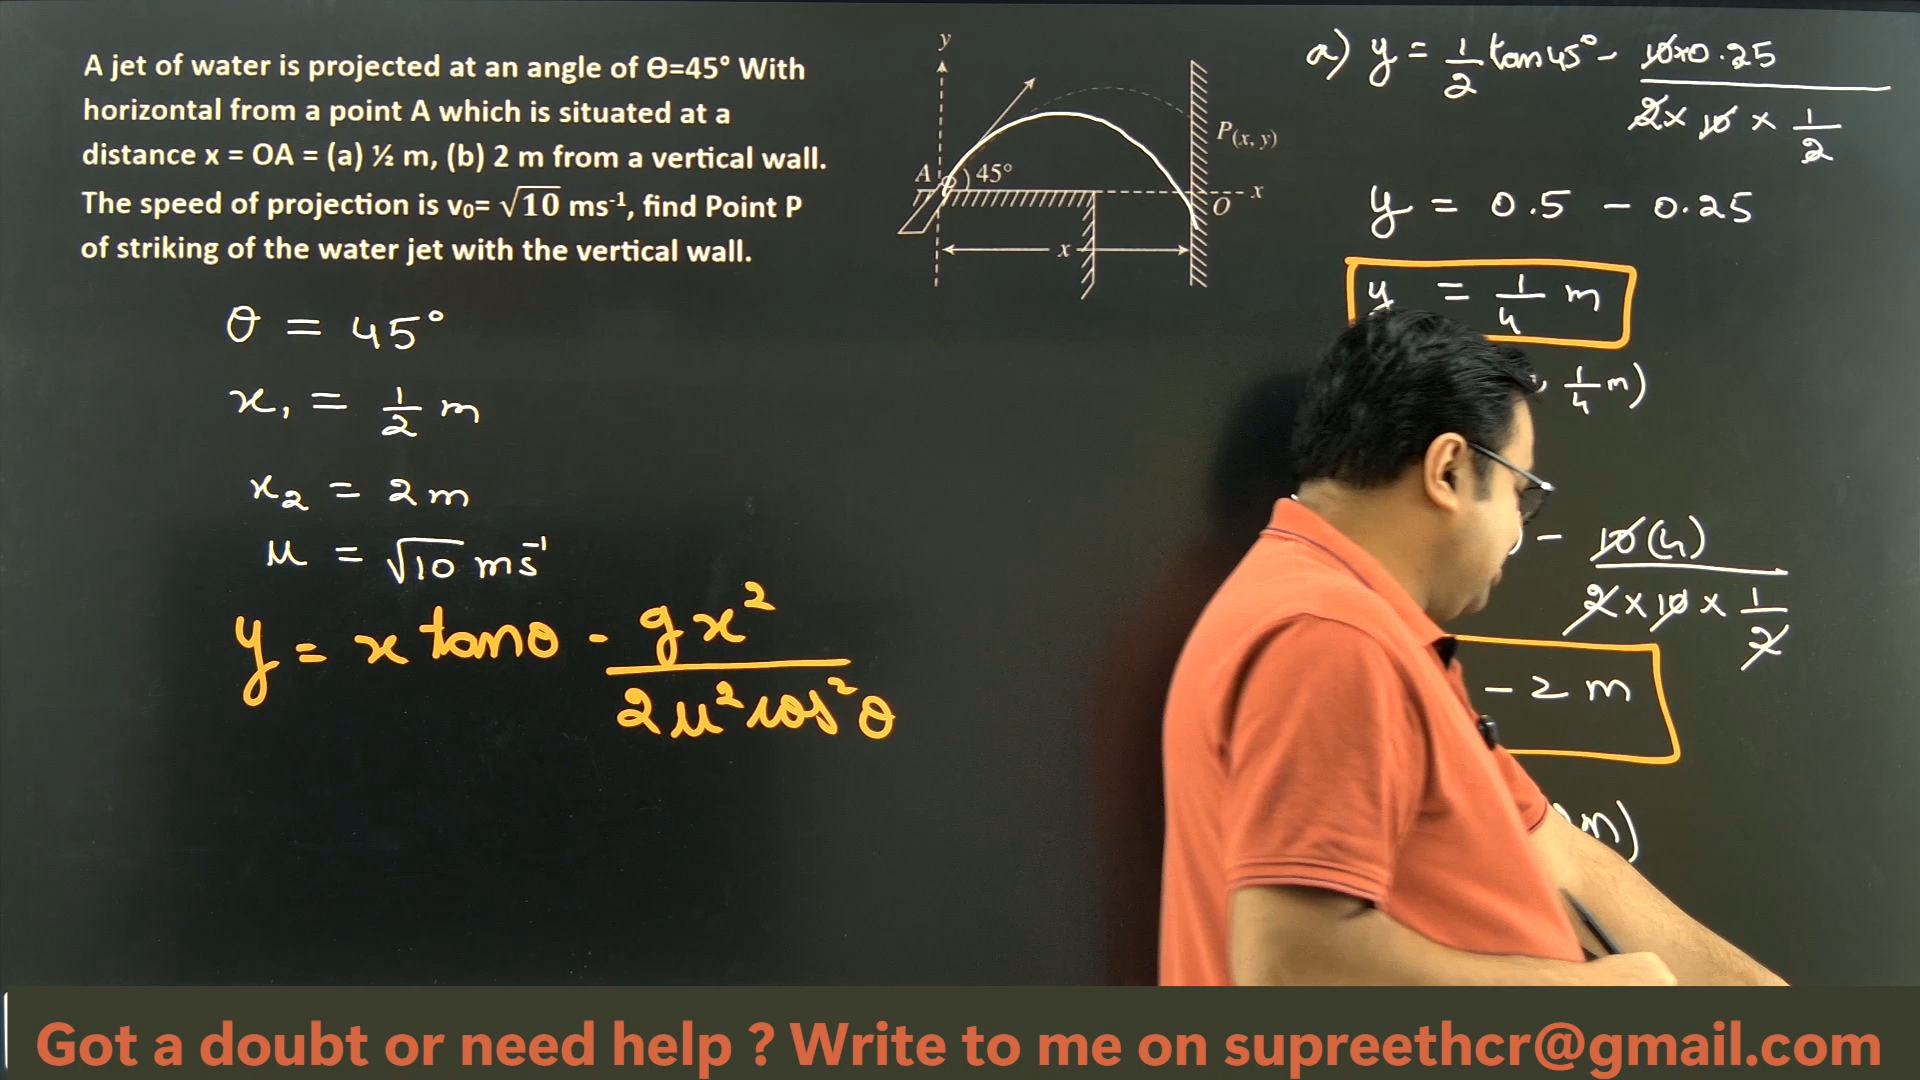 A jet of water is projected at an angle of Ө=45° With
horizontal from a point A which is situated at a
distance x = OA = (a) ½ m, (b) 2 m from a vertical wall.
The speed of projection is v₀= √10 ms⁻¹, find Point P
of striking of the water jet with the vertical wall.
y
A
45°
P(x, y)
O
x
x
θ = 45°
x₁ = 1/2 m
x₂ = 2 m
u = √10 ms⁻¹
y = x tanθ - gx²/2u²cos²θ
a) y = 1/2 tan45° - 10×0.25/2×10×1/2
y = 0.5 - 0.25
y = 1/4 m
, 1/4 m)
) - 10(4)/2×10×1/2
- 2 m
m)
Got a doubt or need help ? Write to me on supreethcr@gmail.com